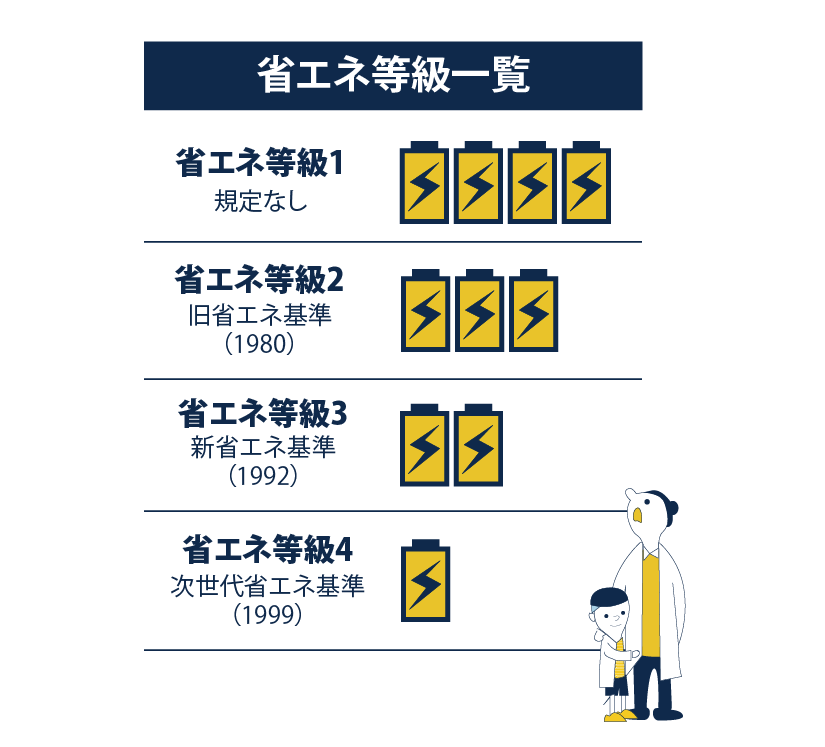 省エネ等級一覧
省エネ等級1
規定なし
省エネ等級2
旧省エネ基準
（1980）
省エネ等級3
新省エネ基準
（1992）
省エネ等級4
次世代省エネ基準
（1999）